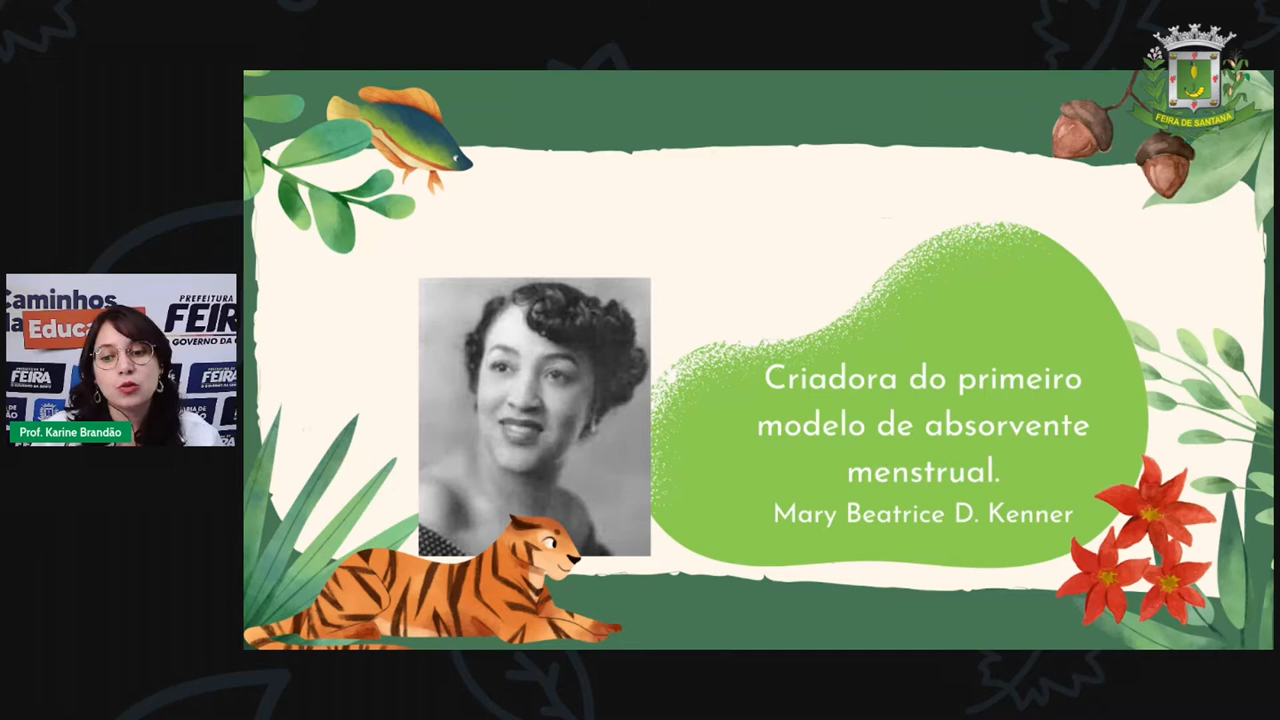 FEIRA DE SANTANA
Criadora do primeiro
modelo de absorvente
menstrual.
Mary Beatrice D. Kenner
Caminhos
PREFEITURA
FEIR
GOVERNO DA
Educa
FEIRA
FEIRA
Prof. Karine Brandão